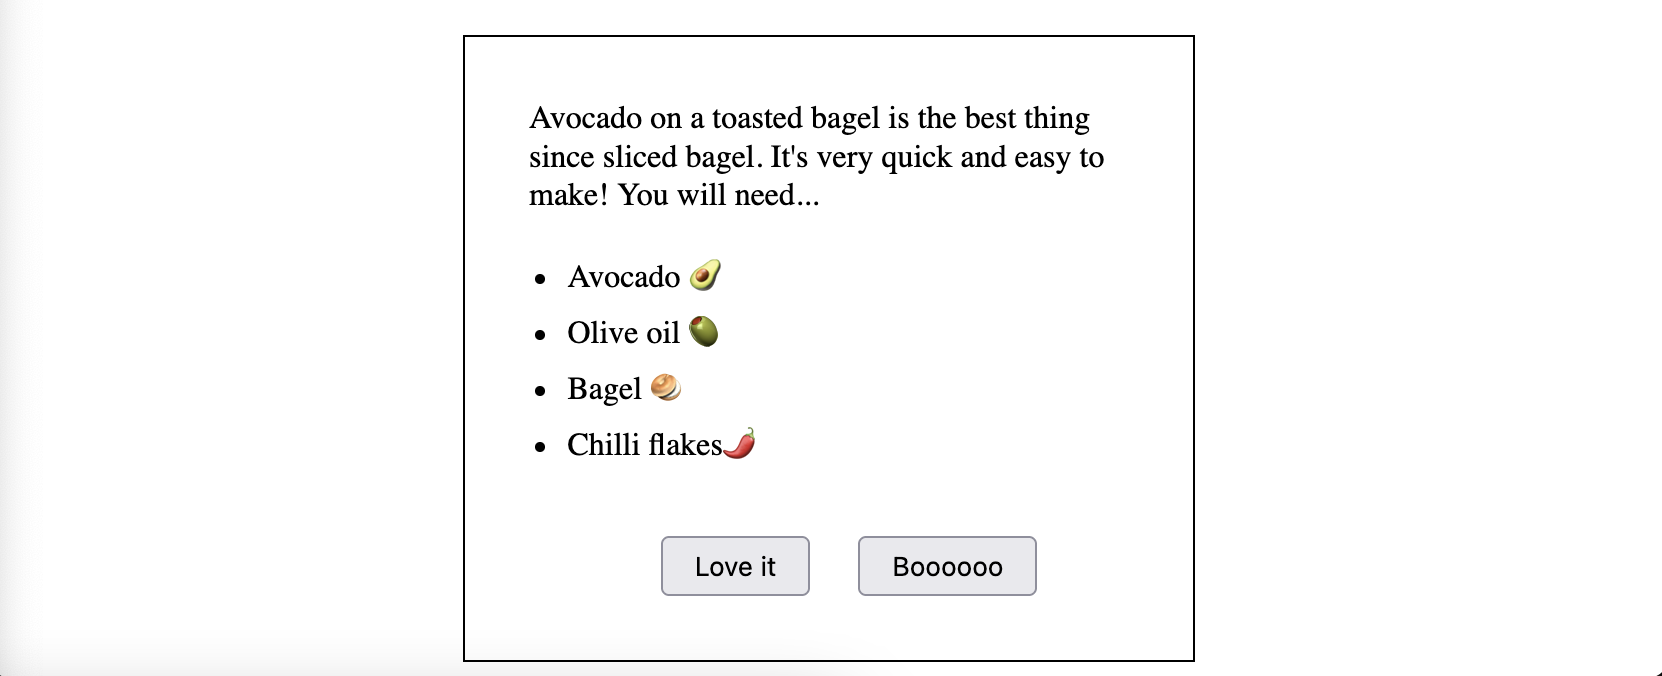 Avocado on a toasted bagel is the best thing
since sliced bagel. It's very quick and easy to
make! You will need...
• Avocado 🥑
• Olive oil 🫒
• Bagel 🥯
• Chilli flakes🌶️
Love it
Boooooo